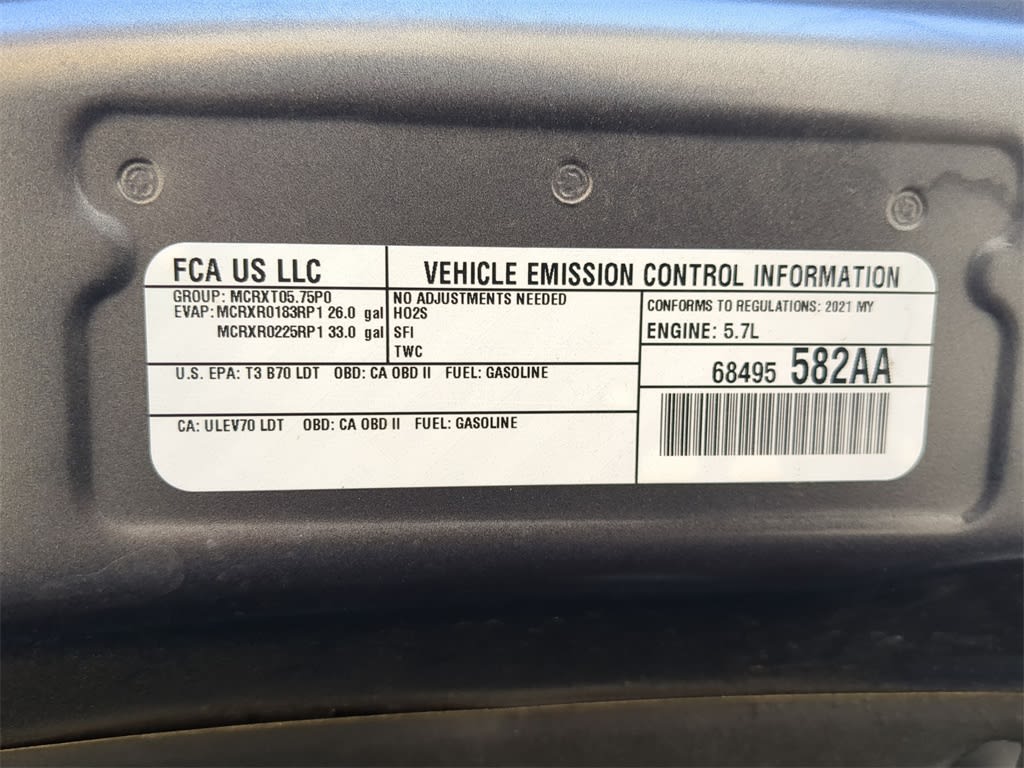 FCA US LLC
VEHICLE EMISSION CONTROL INFORMATION
GROUP: MCRXT05.75P0
EVAP: MCRXR0183RP1 26.0 gal
MCRXR0225RP1 33.0 gal
NO ADJUSTMENTS NEEDED
HO2S
SFI
TWC
CONFORMS TO REGULATIONS: 2021 MY
ENGINE: 5.7L
68495 582AA
U.S. EPA: T3 B70 LDT OBD: CA OBD II FUEL: GASOLINE
CA: ULEV70 LDT OBD: CA OBD II FUEL: GASOLINE